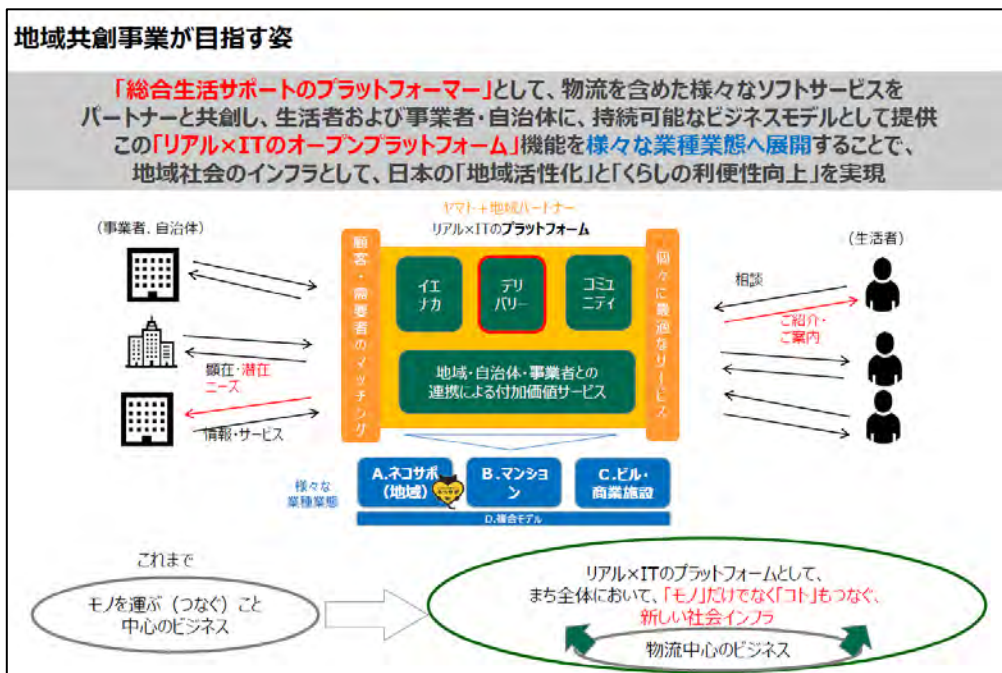 地域共創事業が目指す姿
「総合生活サポートのプラットフォーマー」として、物流を含めた様々なソフトサービスを
パートナーと共創し、生活者および事業者・自治体に、持続可能なビジネスモデルとして提供
この「リアル×ITのオープンプラットフォーム」機能を様々な業種業態へ展開することで、
地域社会のインフラとして、日本の「地域活性化」と「くらしの利便性向上」を実現
ヤマト+地域パートナー
リアル×ITのプラットフォーム
(事業者、自治体)
(生活者)
顧客・需要者のマッチング
イエ
ナカ
デリ
バリー
コミュ
ニティ
地域・自治体・事業者との
連携による付加価値サービス
個々に最適なサービス
顕在・潜在
ニーズ
情報・サービス
相談
ご紹介・
ご案内
様々な
業種業態
A.ネコサポ
(地域)
B.マンショ
ン
C.ビル・
商業施設
D.複合モデル
これまで
モノを運ぶ(つなぐ)こと
中心のビジネス
リアル×ITのプラットフォームとして、
まち全体において、「モノ」だけでなく「コト」もつなぐ、
新しい社会インフラ
物流中心のビジネス